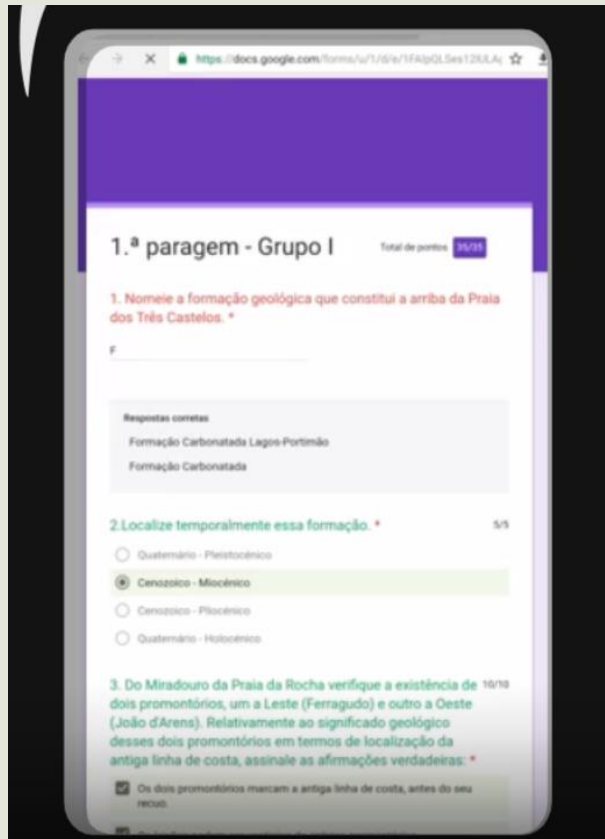 https://docs.google.com/forms/u/1/d/e/
1.ª paragem - Grupo I
Total de pontos 35/35
1. Nomeie a formação geológica que constitui a arriba da Praia
dos Três Castelos. *
F
Respostas corretas
Formação Carbonatada Lagos-Portimão
Formação Carbonatada
2.Localize temporalmente essa formação. * 5/5
Quaternário - Pleistocénico
Cenozoico - Miocénico
Cenozoico - Pliocénico
Quaternário - Holocénico
3. Do Miradouro da Praia da Rocha verifique a existência de 10/10
dois promontórios, um a Leste (Ferragudo) e outro a Oeste
(João d'Arens). Relativamente ao significado geológico
desses dois promontórios em termos de localização da
antiga linha de costa, assinale as afirmações verdadeiras: *
Os dois promontórios marcam a antiga linha de costa, antes do seu
recuo.